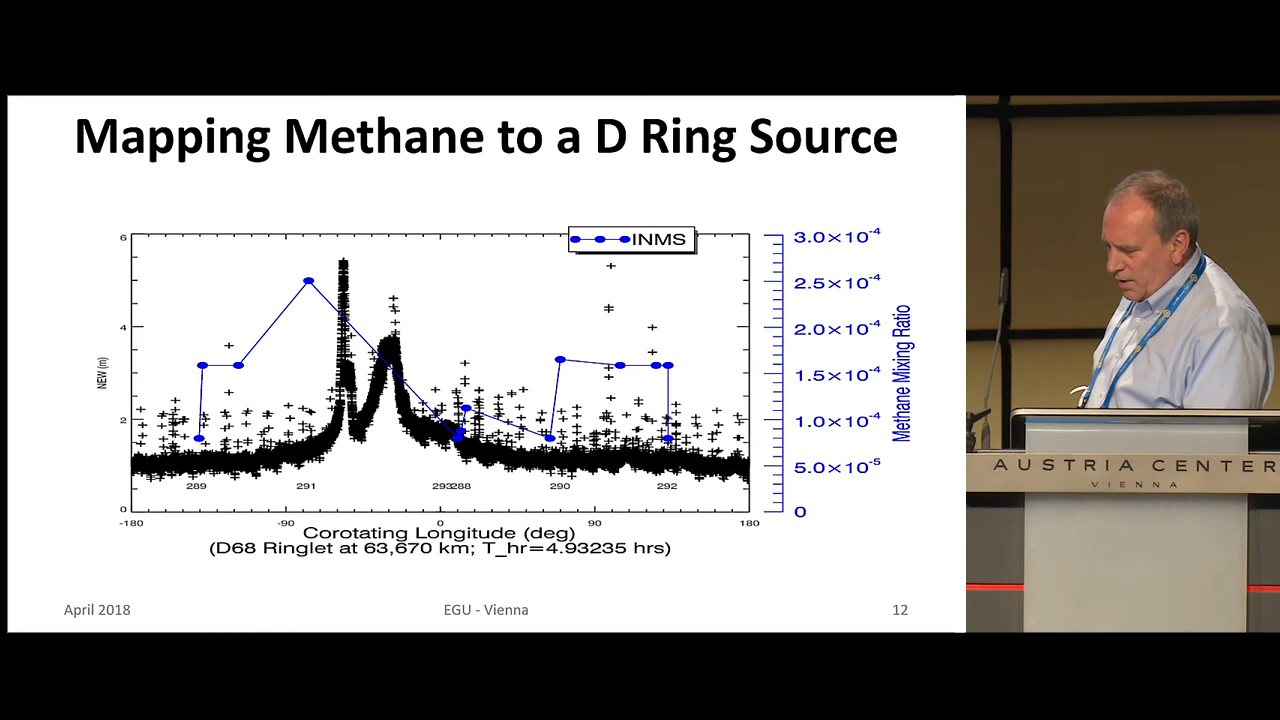 Mapping Methane to a D Ring Source
INMS
6
4
2
0
NEW (m)
3.0×10⁻⁴
2.5×10⁻⁴
2.0×10⁻⁴
1.5×10⁻⁴
1.0×10⁻⁴
5.0×10⁻⁵
0
Methane Mixing Ratio
289
291
293288
290
292
-180
-90
0
90
180
Corotating Longitude (deg)
(D68 Ringlet at 63,670 km; T_hr=4.93235 hrs)
April 2018
EGU - Vienna
12
AUSTRIA CENTER
VIENNA